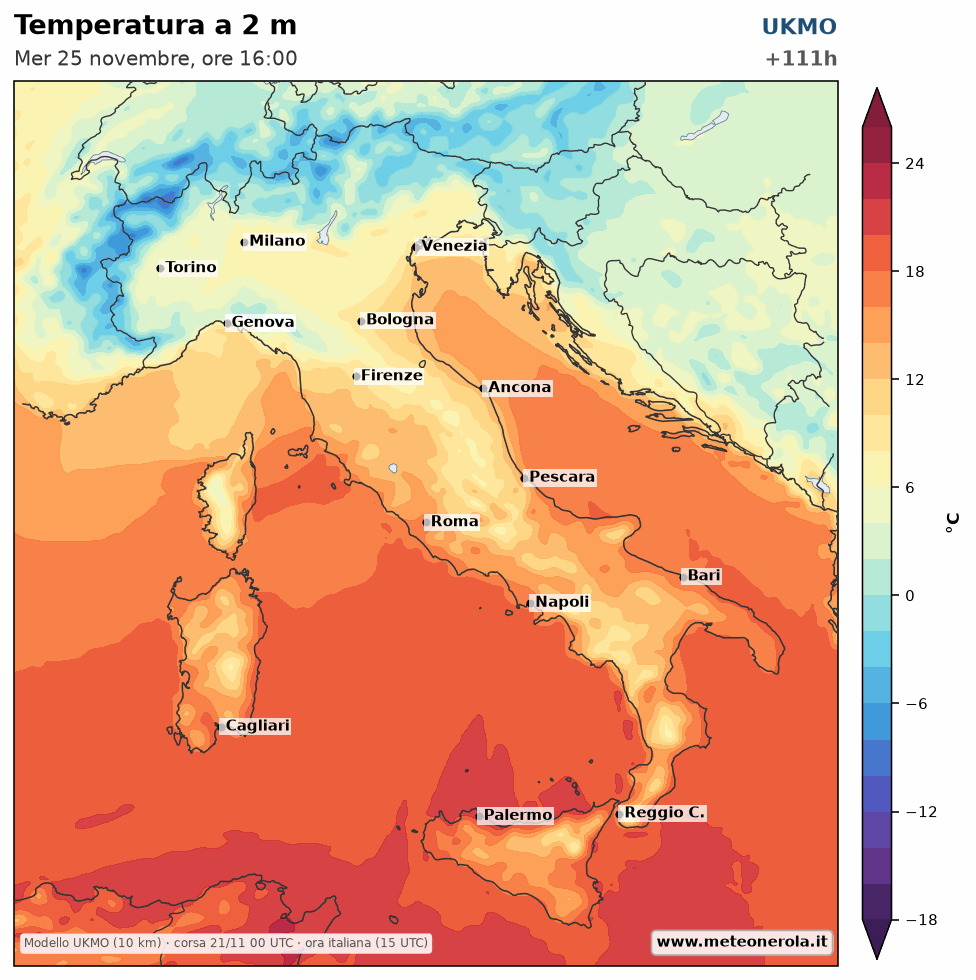 Temperatura a 2 m
UKMO
Mer 25 novembre, ore 16:00
+111h
24
18
12
6
0
−6
−12
−18
°C
Milano
Venezia
Torino
Genova
Bologna
Firenze
Ancona
Pescara
Roma
Bari
Napoli
Cagliari
Palermo
Reggio C.
Modello UKMO (10 km) · corsa 21/11 00 UTC · ora italiana (15 UTC)
www.meteonerola.it